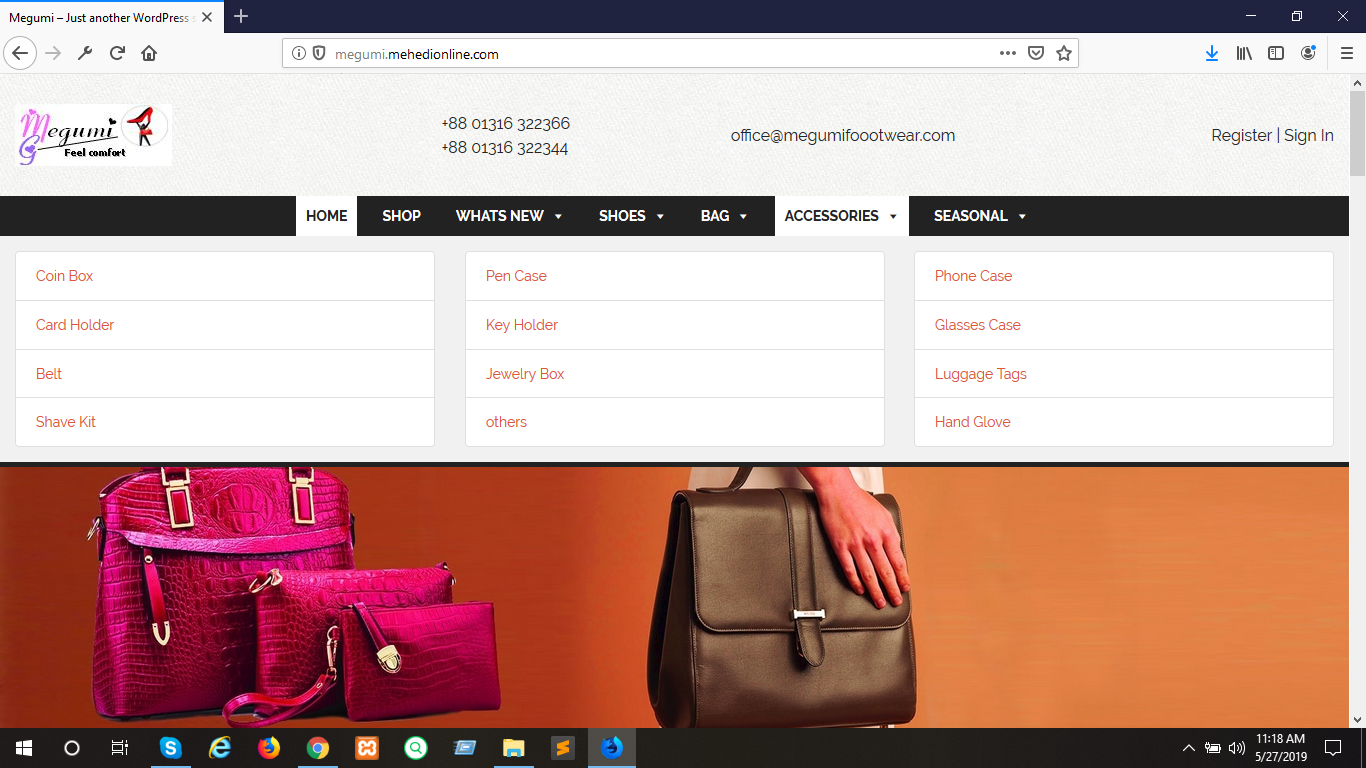 Megumi – Just another WordPress
megumi.mehedionline.com
Megumi
G
Feel comfort
+88 01316 322366
+88 01316 322344
office@megumifoootwear.com
Register | Sign In
HOME SHOP WHATS NEW SHOES BAG ACCESSORIES SEASONAL
Coin Box
Card Holder
Belt
Shave Kit
Pen Case
Key Holder
Jewelry Box
others
Phone Case
Glasses Case
Luggage Tags
Hand Glove
11:18 AM
5/27/2019